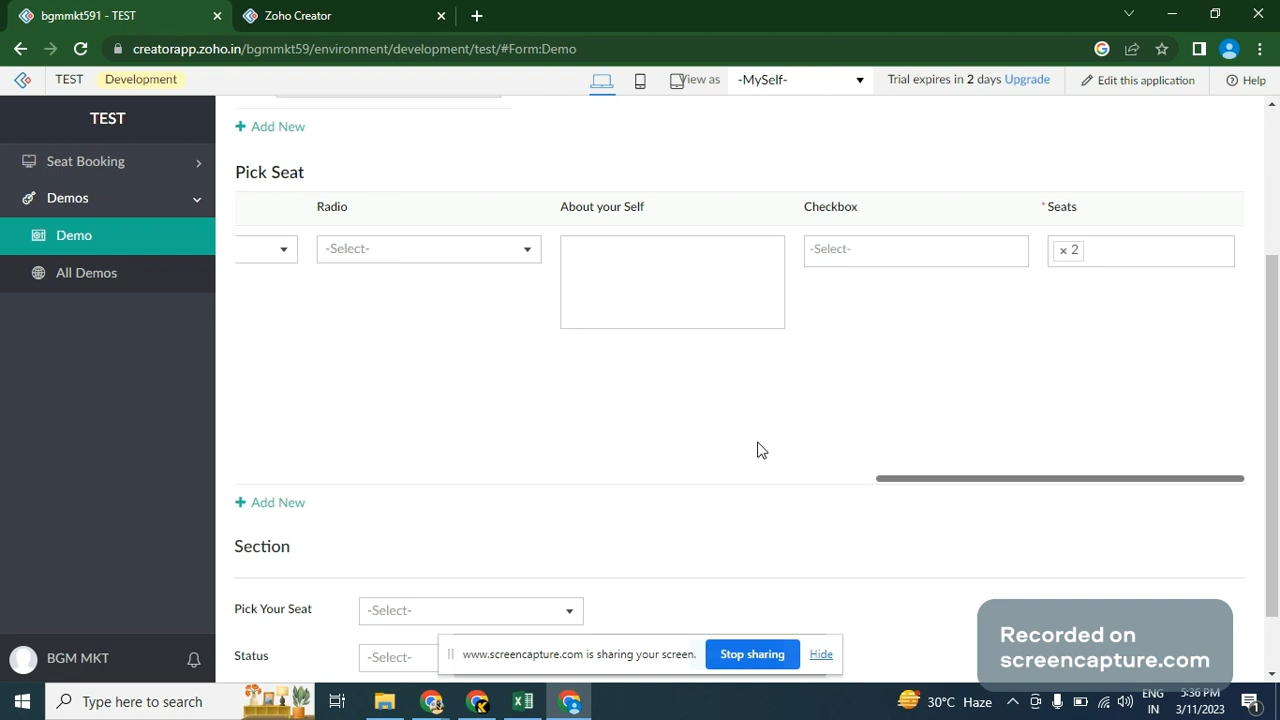 bgmmkt591 - TEST
Zoho Creator
creatorapp.zoho.in/bgmmkt59/environment/development/test/#Form:Demo
TEST Development View as -MySelf- Trial expires in 2 days Upgrade Edit this application Help
TEST
Seat Booking
Demos
Demo
All Demos
BGM MKT
+ Add New
Pick Seat
Radio About your Self Checkbox * Seats
-Select- -Select- × 2
+ Add New
Section
Pick Your Seat -Select-
Status -Select-
www.screencapture.com is sharing your screen. Stop sharing Hide
Recorded on
screencapture.com
Type here to search
30°C Haze
ENG
IN
5:36 PM
3/11/2023
1